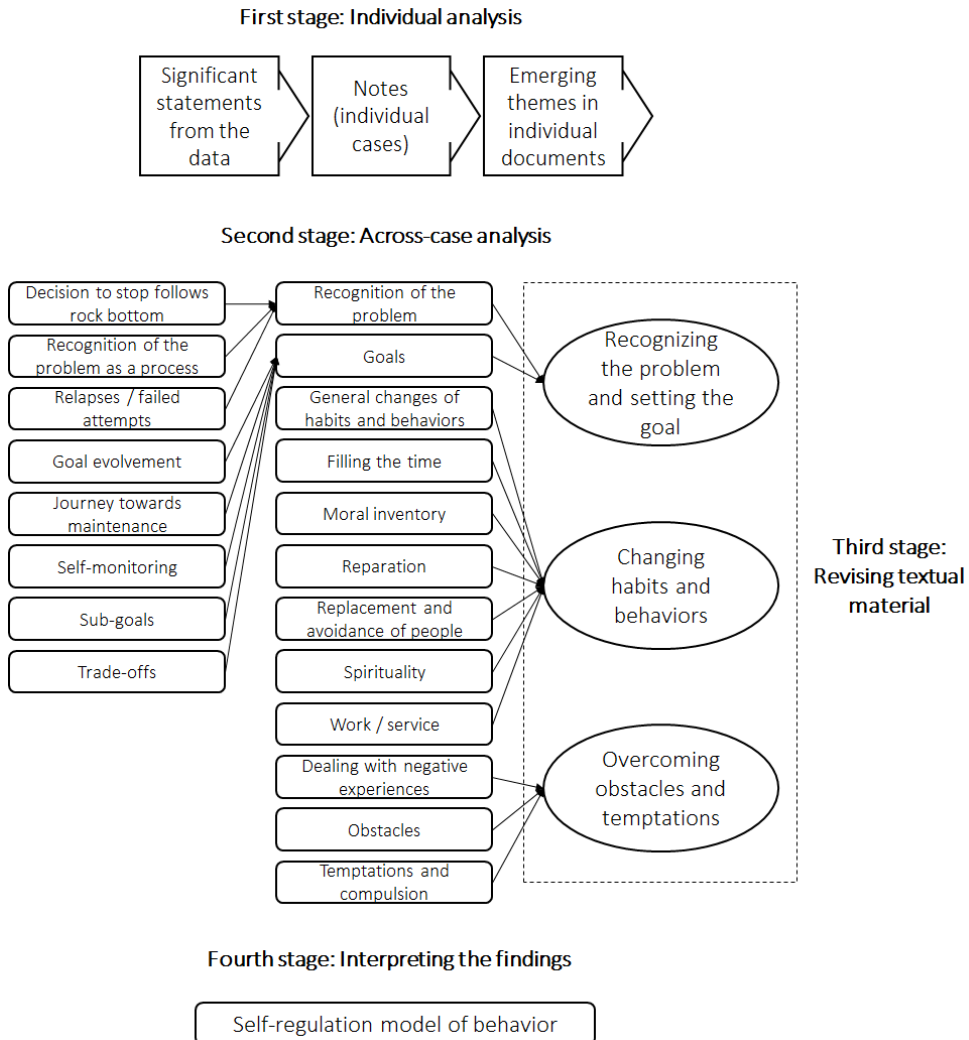 First stage: Individual analysis
Significant
statements
from the
data
Notes
(individual
cases)
Emerging
themes in
individual
documents
Second stage: Across-case analysis
Decision to stop follows
rock bottom
Recognition of the
problem as a process
Relapses / failed
attempts
Goal evolvement
Journey towards
maintenance
Self-monitoring
Sub-goals
Trade-offs
Recognition of the
problem
Goals
General changes of
habits and behaviors
Filling the time
Moral inventory
Reparation
Replacement and
avoidance of people
Spirituality
Work / service
Dealing with negative
experiences
Obstacles
Temptations and
compulsion
Recognizing
the problem
and setting the
goal
Changing
habits and
behaviors
Overcoming
obstacles and
temptations
Third stage:
Revising textual
material
Fourth stage: Interpreting the findings
Self-regulation model of behavior